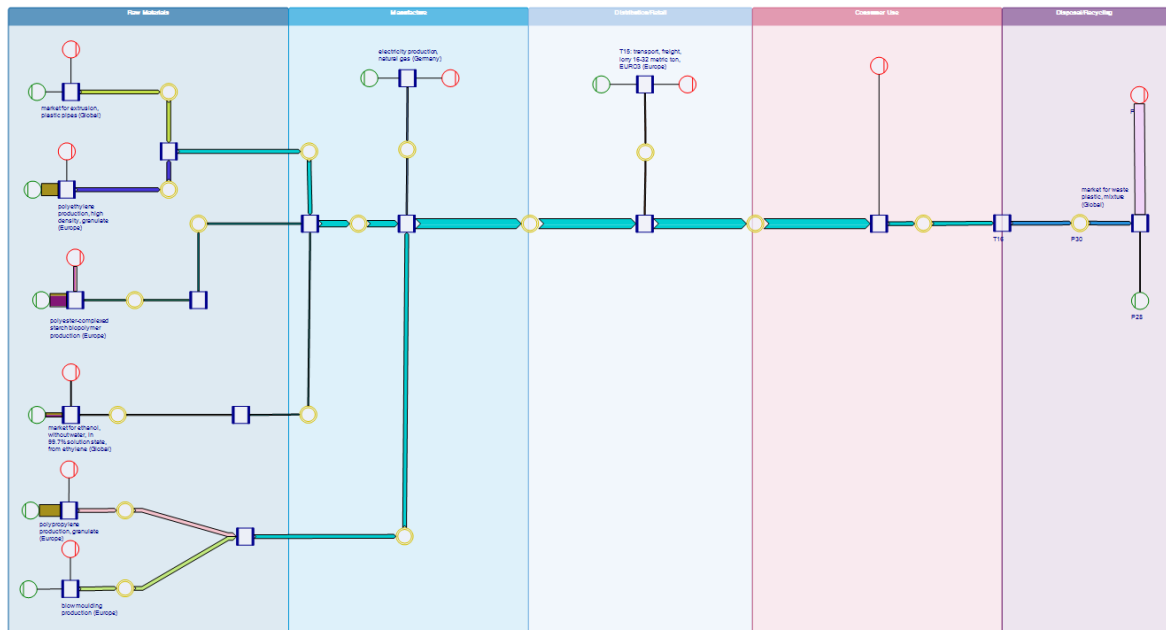 Raw Materials
Manufacture
Distribution/Retail
Consumer Use
Disposal/Recycling
electricity production,
natural gas (Germany)
T15: transport, freight,
lorry 16-32 metric ton,
EURO3 (Europe)
market for extrusion,
plastic pipes (Global)
polyethylene
production, high
density, granulate
(Europe)
market for waste
plastic, mixture
(Global)
T16
P30
P28
polyester-complexed
starch biopolymer
production (Europe)
market for ethanol,
without water, in
99.7% solution state,
from ethylene (Global)
polypropylene
production, granulate
(Europe)
blow moulding
production (Europe)